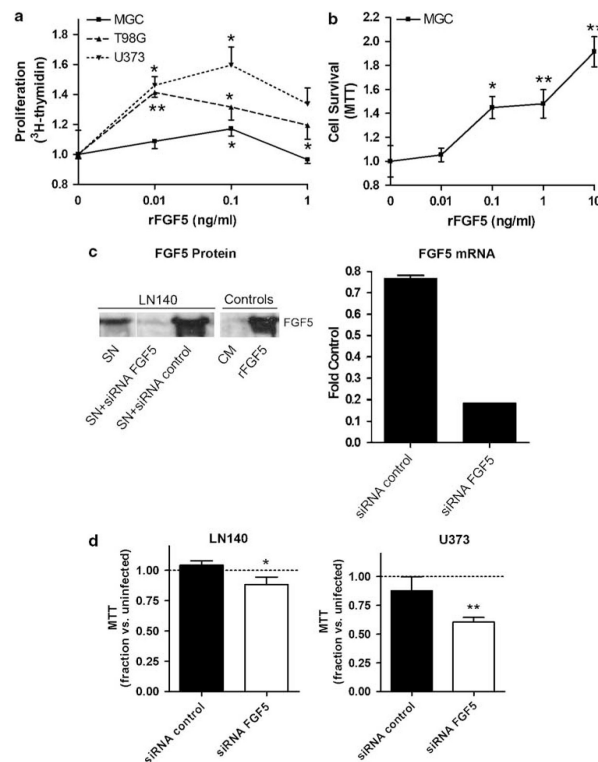 a
MGC
T98G
U373
Proliferation
(³H-thymidin)
1.8
1.6
1.4
1.2
1.0
0.8
*
**
*
*
*
*
0
0.01
0.1
1
rFGF5 (ng/ml)
b
MGC
Cell Survival
(MTT)
2.2
2.0
1.8
1.6
1.4
1.2
1.0
0.8
*
**
**
0
0.01
0.1
1
10
rFGF5 (ng/ml)
c
FGF5 Protein
LN140
Controls
FGF5
SN
SN+siRNA FGF5
SN+siRNA control
CM
rFGF5
FGF5 mRNA
Fold Control
0.8
0.7
0.6
0.5
0.4
0.3
0.2
0.1
0.0
siRNA control
siRNA FGF5
d
LN140
MTT
(fraction vs. uninfected)
1.00
0.75
0.50
0.25
0.00
*
siRNA control
siRNA FGF5
U373
MTT
(fraction vs. uninfected)
1.00
0.75
0.50
0.25
0.00
**
siRNA control
siRNA FGF5